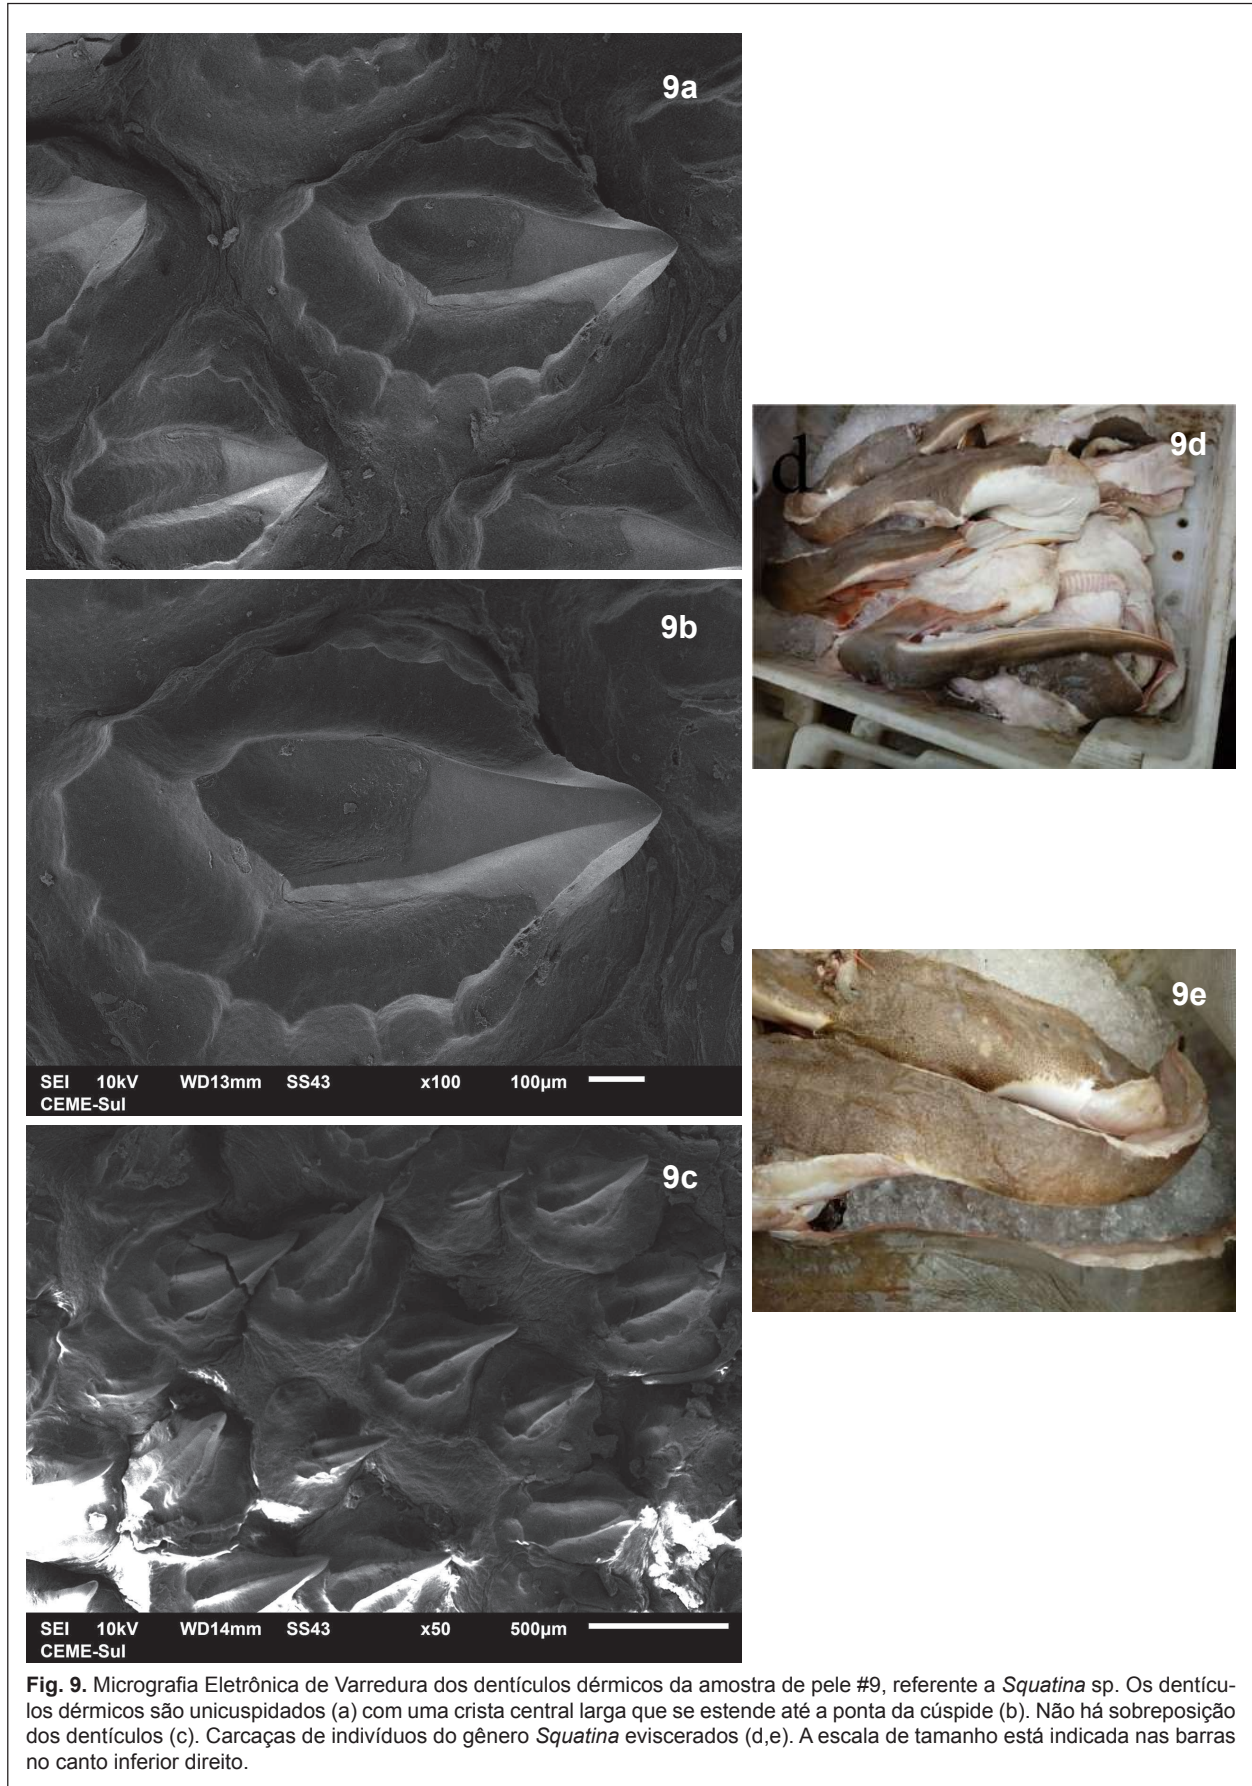 9a
9b
SEI 10kV WD13mm SS43 x100 100µm
CEME-Sul
9c
SEI 10kV WD14mm SS43 x50 500µm
CEME-Sul
d
9d
9e
Fig. 9. Micrografia Eletrônica de Varredura dos dentículos dérmicos da amostra de pele #9, referente a Squatina sp. Os dentícu-
los dérmicos são unicuspidados (a) com uma crista central larga que se estende até a ponta da cúspide (b). Não há sobreposição
dos dentículos (c). Carcaças de indivíduos do gênero Squatina eviscerados (d,e). A escala de tamanho está indicada nas barras
no canto inferior direito.